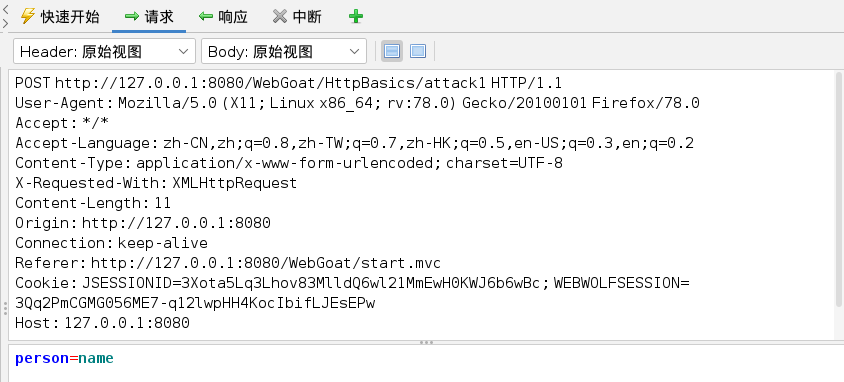 快速开始 请求 响应 中断
Header: 原始视图 Body: 原始视图
POST http://127.0.0.1:8080/WebGoat/HttpBasics/attack1 HTTP/1.1
User-Agent: Mozilla/5.0 (X11; Linux x86_64; rv:78.0) Gecko/20100101 Firefox/78.0
Accept: */*
Accept-Language: zh-CN,zh;q=0.8,zh-TW;q=0.7,zh-HK;q=0.5,en-US;q=0.3,en;q=0.2
Content-Type: application/x-www-form-urlencoded; charset=UTF-8
X-Requested-With: XMLHttpRequest
Content-Length: 11
Origin: http://127.0.0.1:8080
Connection: keep-alive
Referer: http://127.0.0.1:8080/WebGoat/start.mvc
Cookie: JSESSIONID=3Xota5Lq3Lhov83MlldQ6wl21MmEwH0KWJ6b6wBc; WEBWOLFSESSION=
3Qq2PmCGMG056ME7-q12lwpHH4KocIbifLJEsEPw
Host: 127.0.0.1:8080
person=name